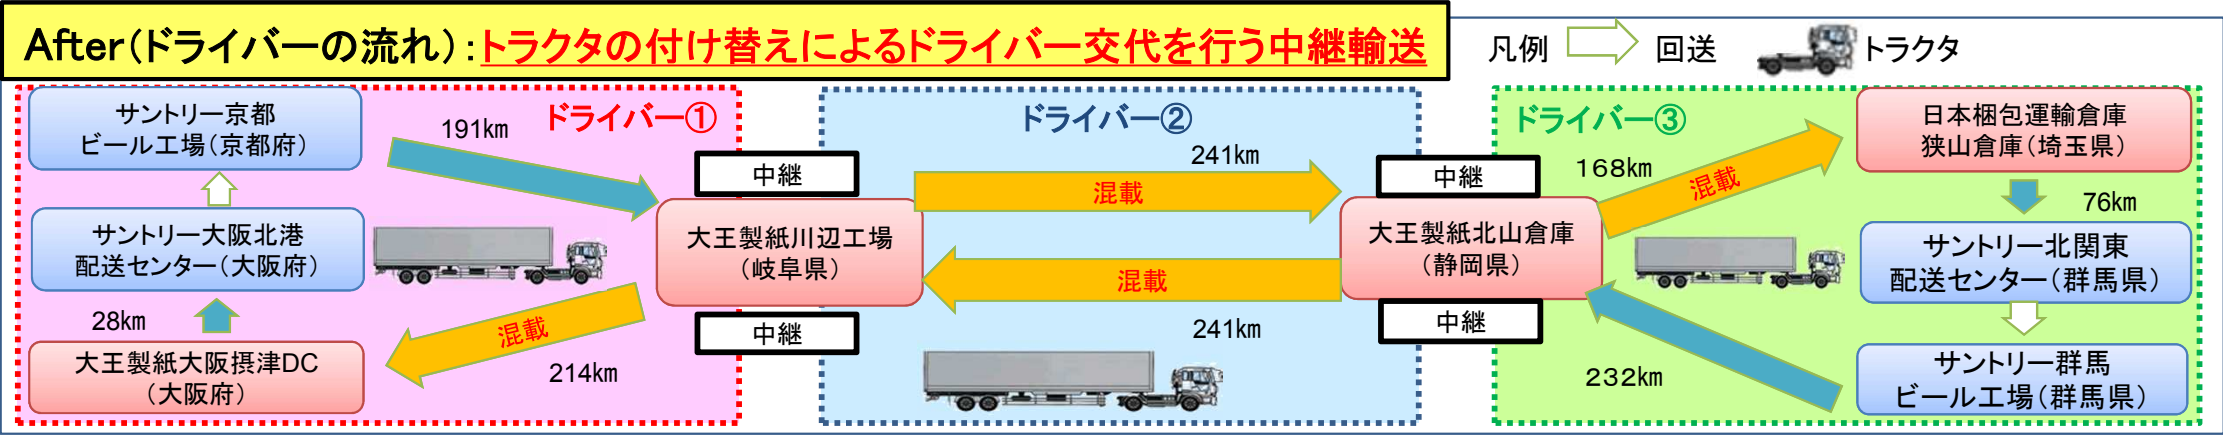 After(ドライバーの流れ):トラクタの付け替えによるドライバー交代を行う中継輸送
凡例
回送
トラクタ
ドライバー①
サントリー京都
ビール工場(京都府)
191km
サントリー大阪北港
配送センター(大阪府)
28km
大王製紙大阪摂津DC
(大阪府)
混載
214km
中継
大王製紙川辺工場
(岐阜県)
中継
ドライバー②
241km
混載
混載
241km
中継
大王製紙北山倉庫
(静岡県)
中継
ドライバー③
168km
混載
日本梱包運輸倉庫
狭山倉庫(埼玉県)
76km
サントリー北関東
配送センター(群馬県)
232km
サントリー群馬
ビール工場(群馬県)